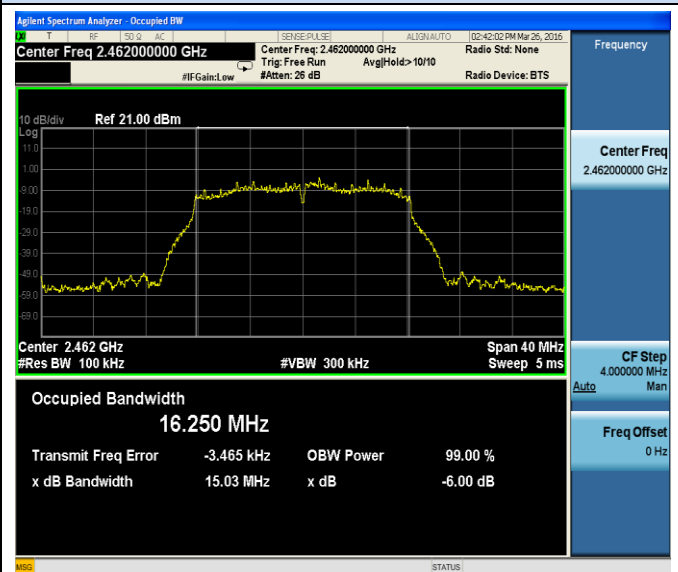 Agilent Spectrum Analyzer - Occupied BW
LXI T RF 50 Ω AC SENSE:PULSE ALIGN AUTO 02:42:02 PM Mar 26, 2016
Center Freq 2.462000000 GHz
#IFGain:Low
Center Freq: 2.462000000 GHz
Trig: Free Run Avg|Hold:>10/10
#Atten: 26 dB
Radio Std: None
Radio Device: BTS
10 dB/div Ref 21.00 dBm
Log
11.0
1.00
-9.00
-19.0
-29.0
-39.0
-49.0
-59.0
-69.0
Center 2.462 GHz Span 40 MHz
#Res BW 100 kHz #VBW 300 kHz Sweep 5 ms
Occupied Bandwidth
16.250 MHz
Transmit Freq Error -3.465 kHz OBW Power 99.00 %
x dB Bandwidth 15.03 MHz x dB -6.00 dB
Frequency
Center Freq
2.462000000 GHz
CF Step
4.000000 MHz
Auto Man
Freq Offset
0 Hz
MSG STATUS